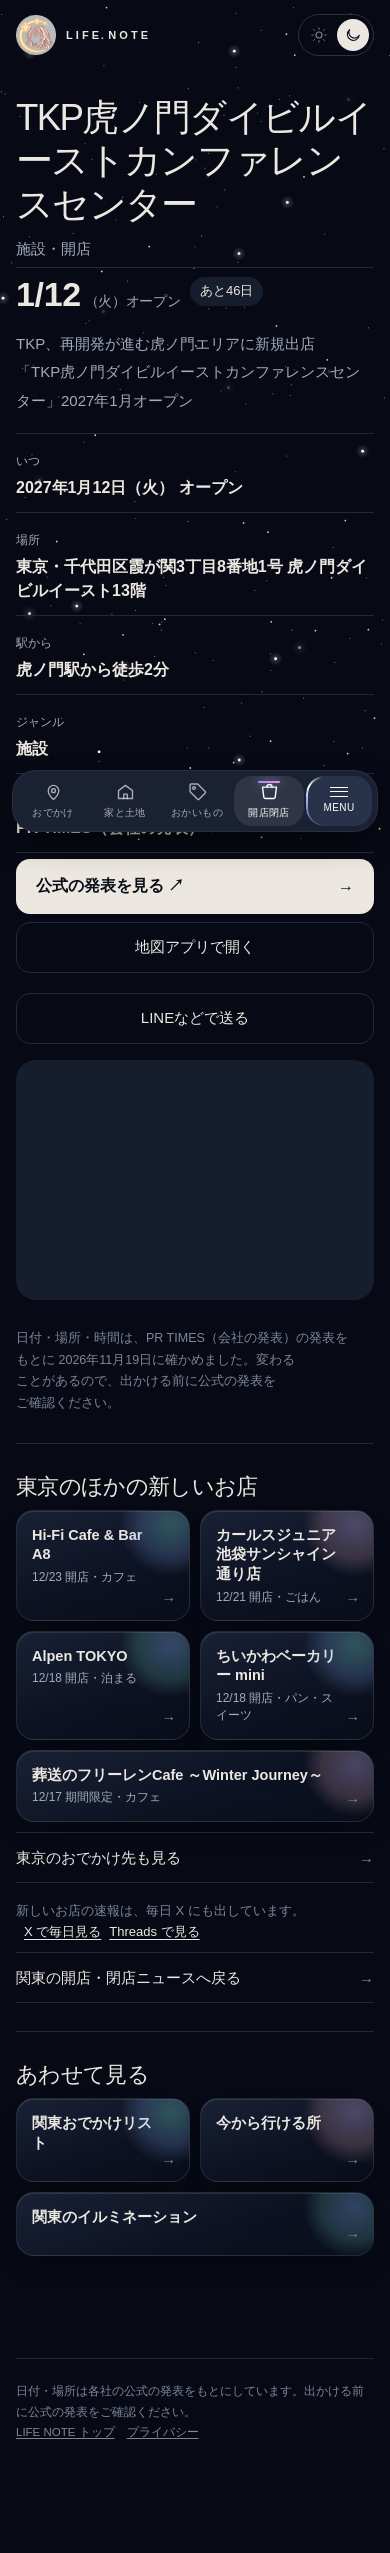 LIFE.NOTE
TKP虎ノ門ダイビルイ
ーストカンファレン
スセンター
施設・開店
1/12（火）オープン あと46日
TKP、再開発が進む虎ノ門エリアに新規出店
「TKP虎ノ門ダイビルイーストカンファレンスセン
ター」2027年1月オープン
いつ
2027年1月12日（火） オープン
場所
東京・千代田区霞が関3丁目8番地1号 虎ノ門ダイ
ビルイースト13階
駅から
虎ノ門駅から徒歩2分
ジャンル
施設
おでかけ 家と土地 おかいもの 開店閉店 MENU
公式の発表を見る ↗ →
地図アプリで開く
LINEなどで送る
日付・場所・時間は、PR TIMES（会社の発表）の発表を
もとに 2026年11月19日に確かめました。変わる
ことがあるので、出かける前に公式の発表を
ご確認ください。
東京のほかの新しいお店
Hi-Fi Cafe & Bar
A8
12/23 開店・カフェ
→
カールスジュニア
池袋サンシャイン
通り店
12/21 開店・ごはん
→
Alpen TOKYO
12/18 開店・泊まる
→
ちいかわベーカリ
ー mini
12/18 開店・パン・ス
イーツ
→
葬送のフリーレンCafe ～Winter Journey～
12/17 期間限定・カフェ
→
東京のおでかけ先も見る →
新しいお店の速報は、毎日 X にも出しています。
X で毎日見る Threads で見る
関東の開店・閉店ニュースへ戻る →
あわせて見る
関東おでかけリス
ト
→
今から行ける所
→
関東のイルミネーション
→
日付・場所は各社の公式の発表をもとにしています。出かける前
に公式の発表をご確認ください。
LIFE NOTE トップ プライバシー